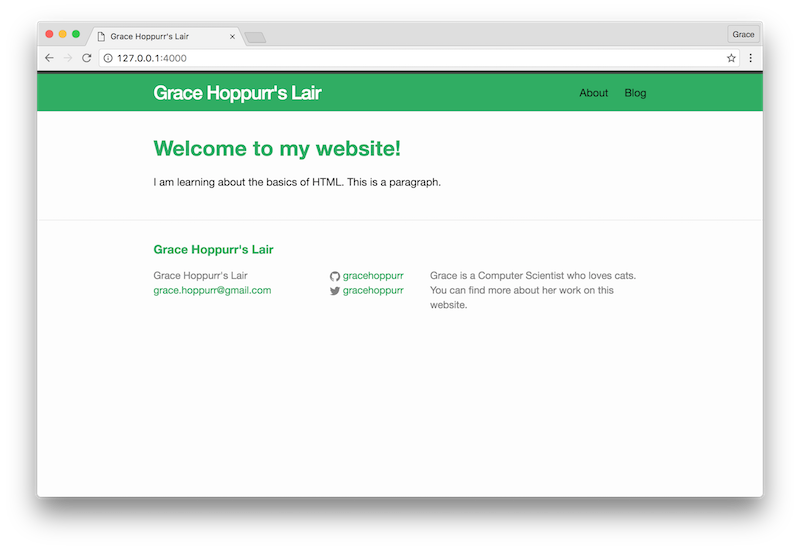 Grace Hoppurr's Lair
Grace
127.0.0.1:4000
Grace Hoppurr's Lair
About
Blog
Welcome to my website!
I am learning about the basics of HTML. This is a paragraph.
Grace Hoppurr's Lair
Grace Hoppurr's Lair
grace.hoppurr@gmail.com
gracehoppurr
gracehoppurr
Grace is a Computer Scientist who loves cats.
You can find more about her work on this
website.